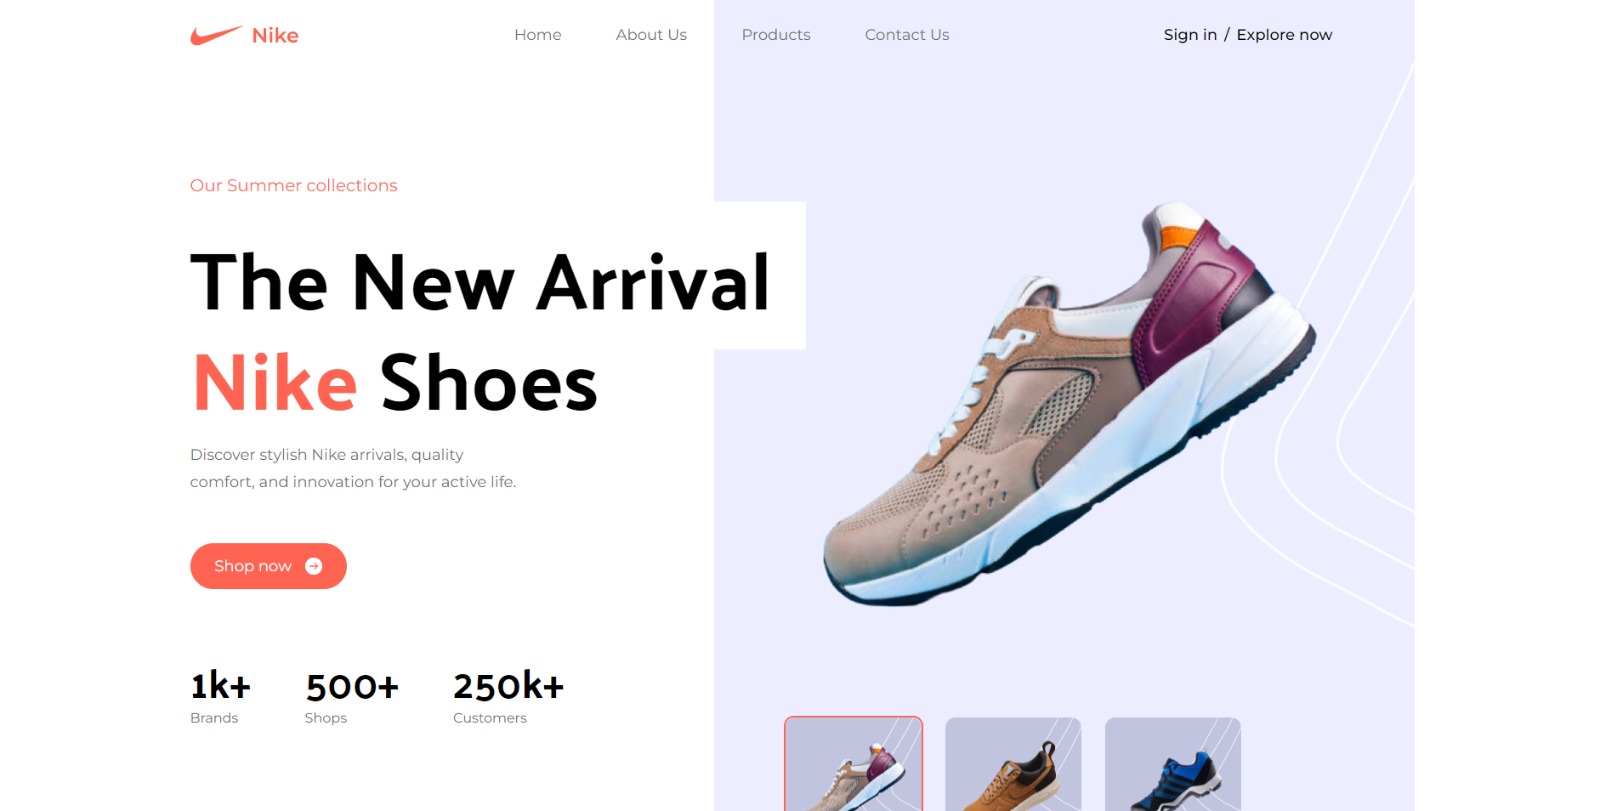 Nike
Home
About Us
Products
Contact Us
Sign in / Explore now
Our Summer collections
The New Arrival
Nike Shoes
Discover stylish Nike arrivals, quality
comfort, and innovation for your active life.
Shop now
1k+
Brands
500+
Shops
250k+
Customers